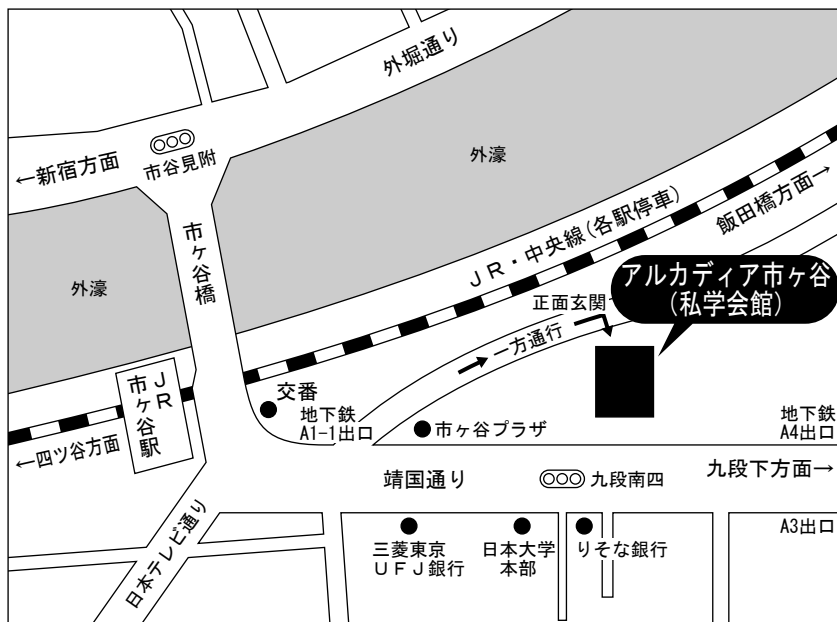 外堀通り
←新宿方面
市谷見附
外濠
市ヶ谷橋
外濠
JR・中央線(各駅停車)
飯田橋方面→
アルカディア市ヶ谷
(私学会館)
正面玄関
一方通行
JR
市ヶ谷駅
交番
地下鉄
A1-1出口
市ヶ谷プラザ
地下鉄
A4出口
←四ツ谷方面
靖国通り
九段南四
九段下方面→
日本テレビ通り
三菱東京
UFJ銀行
日本大学
本部
りそな銀行
A3出口